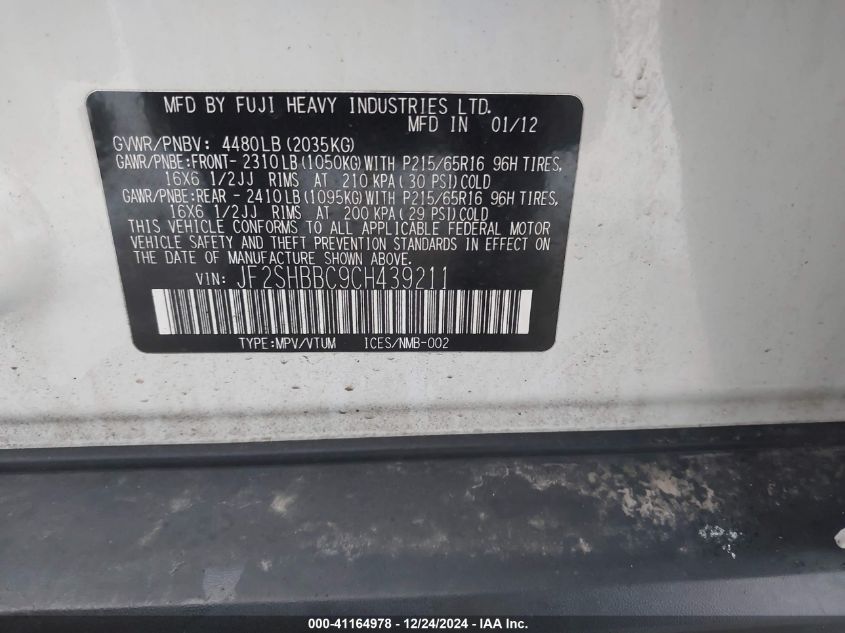 MFD BY FUJI HEAVY INDUSTRIES LTD.
MFD IN 01/12
GVWR/PNBV: 4480LB(2035KG)
GAWR/PNBE:FRONT- 2310LB(1050KG)WITH P215/65R16 96H TIRES,
16X6 1/2JJ RIMS AT 210 KPA(30 PSI)COLD
GAWR/PNBE:REAR - 2410LB(1095KG)WITH P215/65R16 96H TIRES,
16X6 1/2JJ RIMS AT 200 KPA(29 PSI)COLD
THIS VEHICLE CONFORMS TO ALL APPLICABLE FEDERAL MOTOR
VEHICLE SAFETY AND THEFT PREVENTION STANDARDS IN EFFECT ON
THE DATE OF MANUFACTURE SHOWN ABOVE.
VIN: JF2SHBBC9CH439211
TYPE:MPV/VTUM ICES/NMB-002
000-41164978 - 12/24/2024 - IAA Inc.